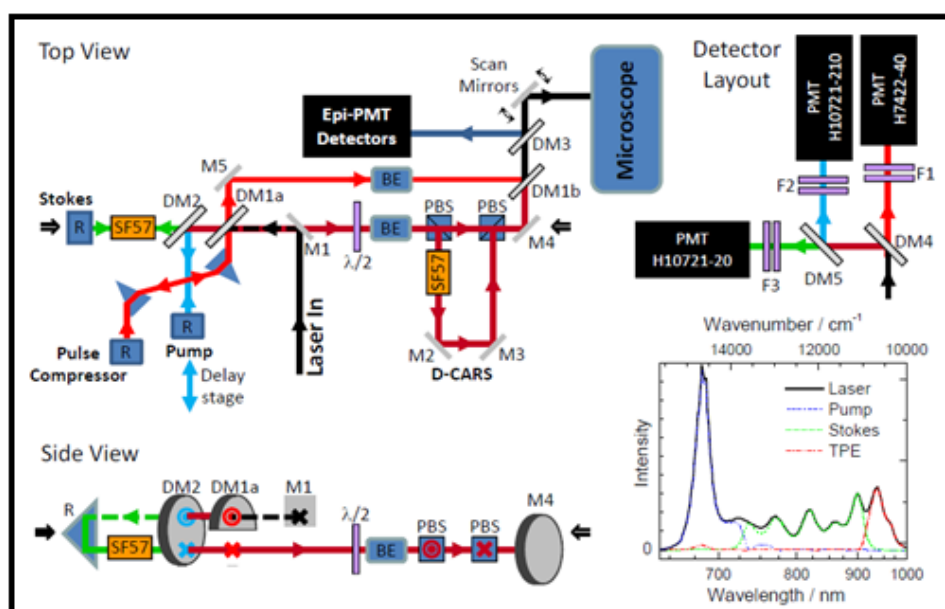 Top View
Scan
Mirrors
Microscope
Epi-PMT
Detectors
DM3
DM1b
M5
BE
DM2
DM1a
Stokes
R
SF57
M1
λ/2
BE
PBS
PBS
M4
SF57
M2
M3
D-CARS
R
Pulse
Compressor
R
Pump
Delay
stage
Laser In
Detector
Layout
PMT
H10721-210
PMT
H7422-40
F2
F1
PMT
H10721-20
F3
DM5
DM4
Side View
R
SF57
DM2
DM1a
M1
λ/2
BE
PBS
PBS
M4
Wavenumber / cm-1
14000
12000
10000
Laser
Pump
Stokes
TPE
Intensity
0
700
800
900
1000
Wavelength / nm